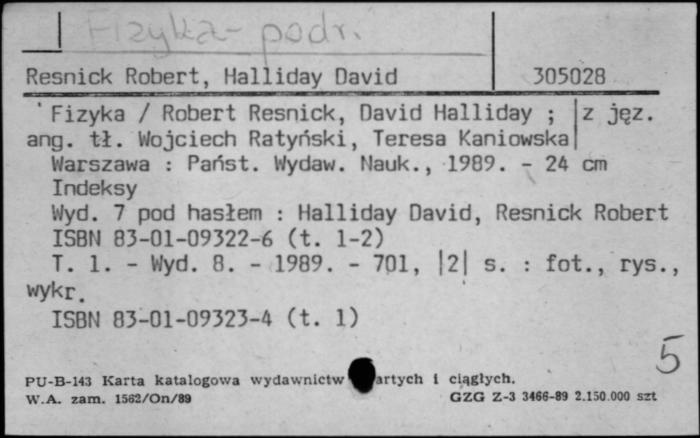 Fizyka - podr.
Resnick Robert, Halliday David 305028
Fizyka / Robert Resnick, David Halliday ; |z jęz.
ang. tł. Wojciech Ratyński, Teresa Kaniowska|
Warszawa : Państ. Wydaw. Nauk., 1989. - 24 cm
Indeksy
Wyd. 7 pod hasłem : Halliday David, Resnick Robert
ISBN 83-01-09322-6 (t. 1-2)
T. 1. - Wyd. 8. - 1989. - 701, |2| s. : fot., rys.,
wykr.
ISBN 83-01-09323-4 (t. 1)
5
PU-B-143 Karta katalogowa wydawnictw artych i ciągłych.
W.A. zam. 1562/On/89 GZG Z-3 3466-89 2.150.000 szt